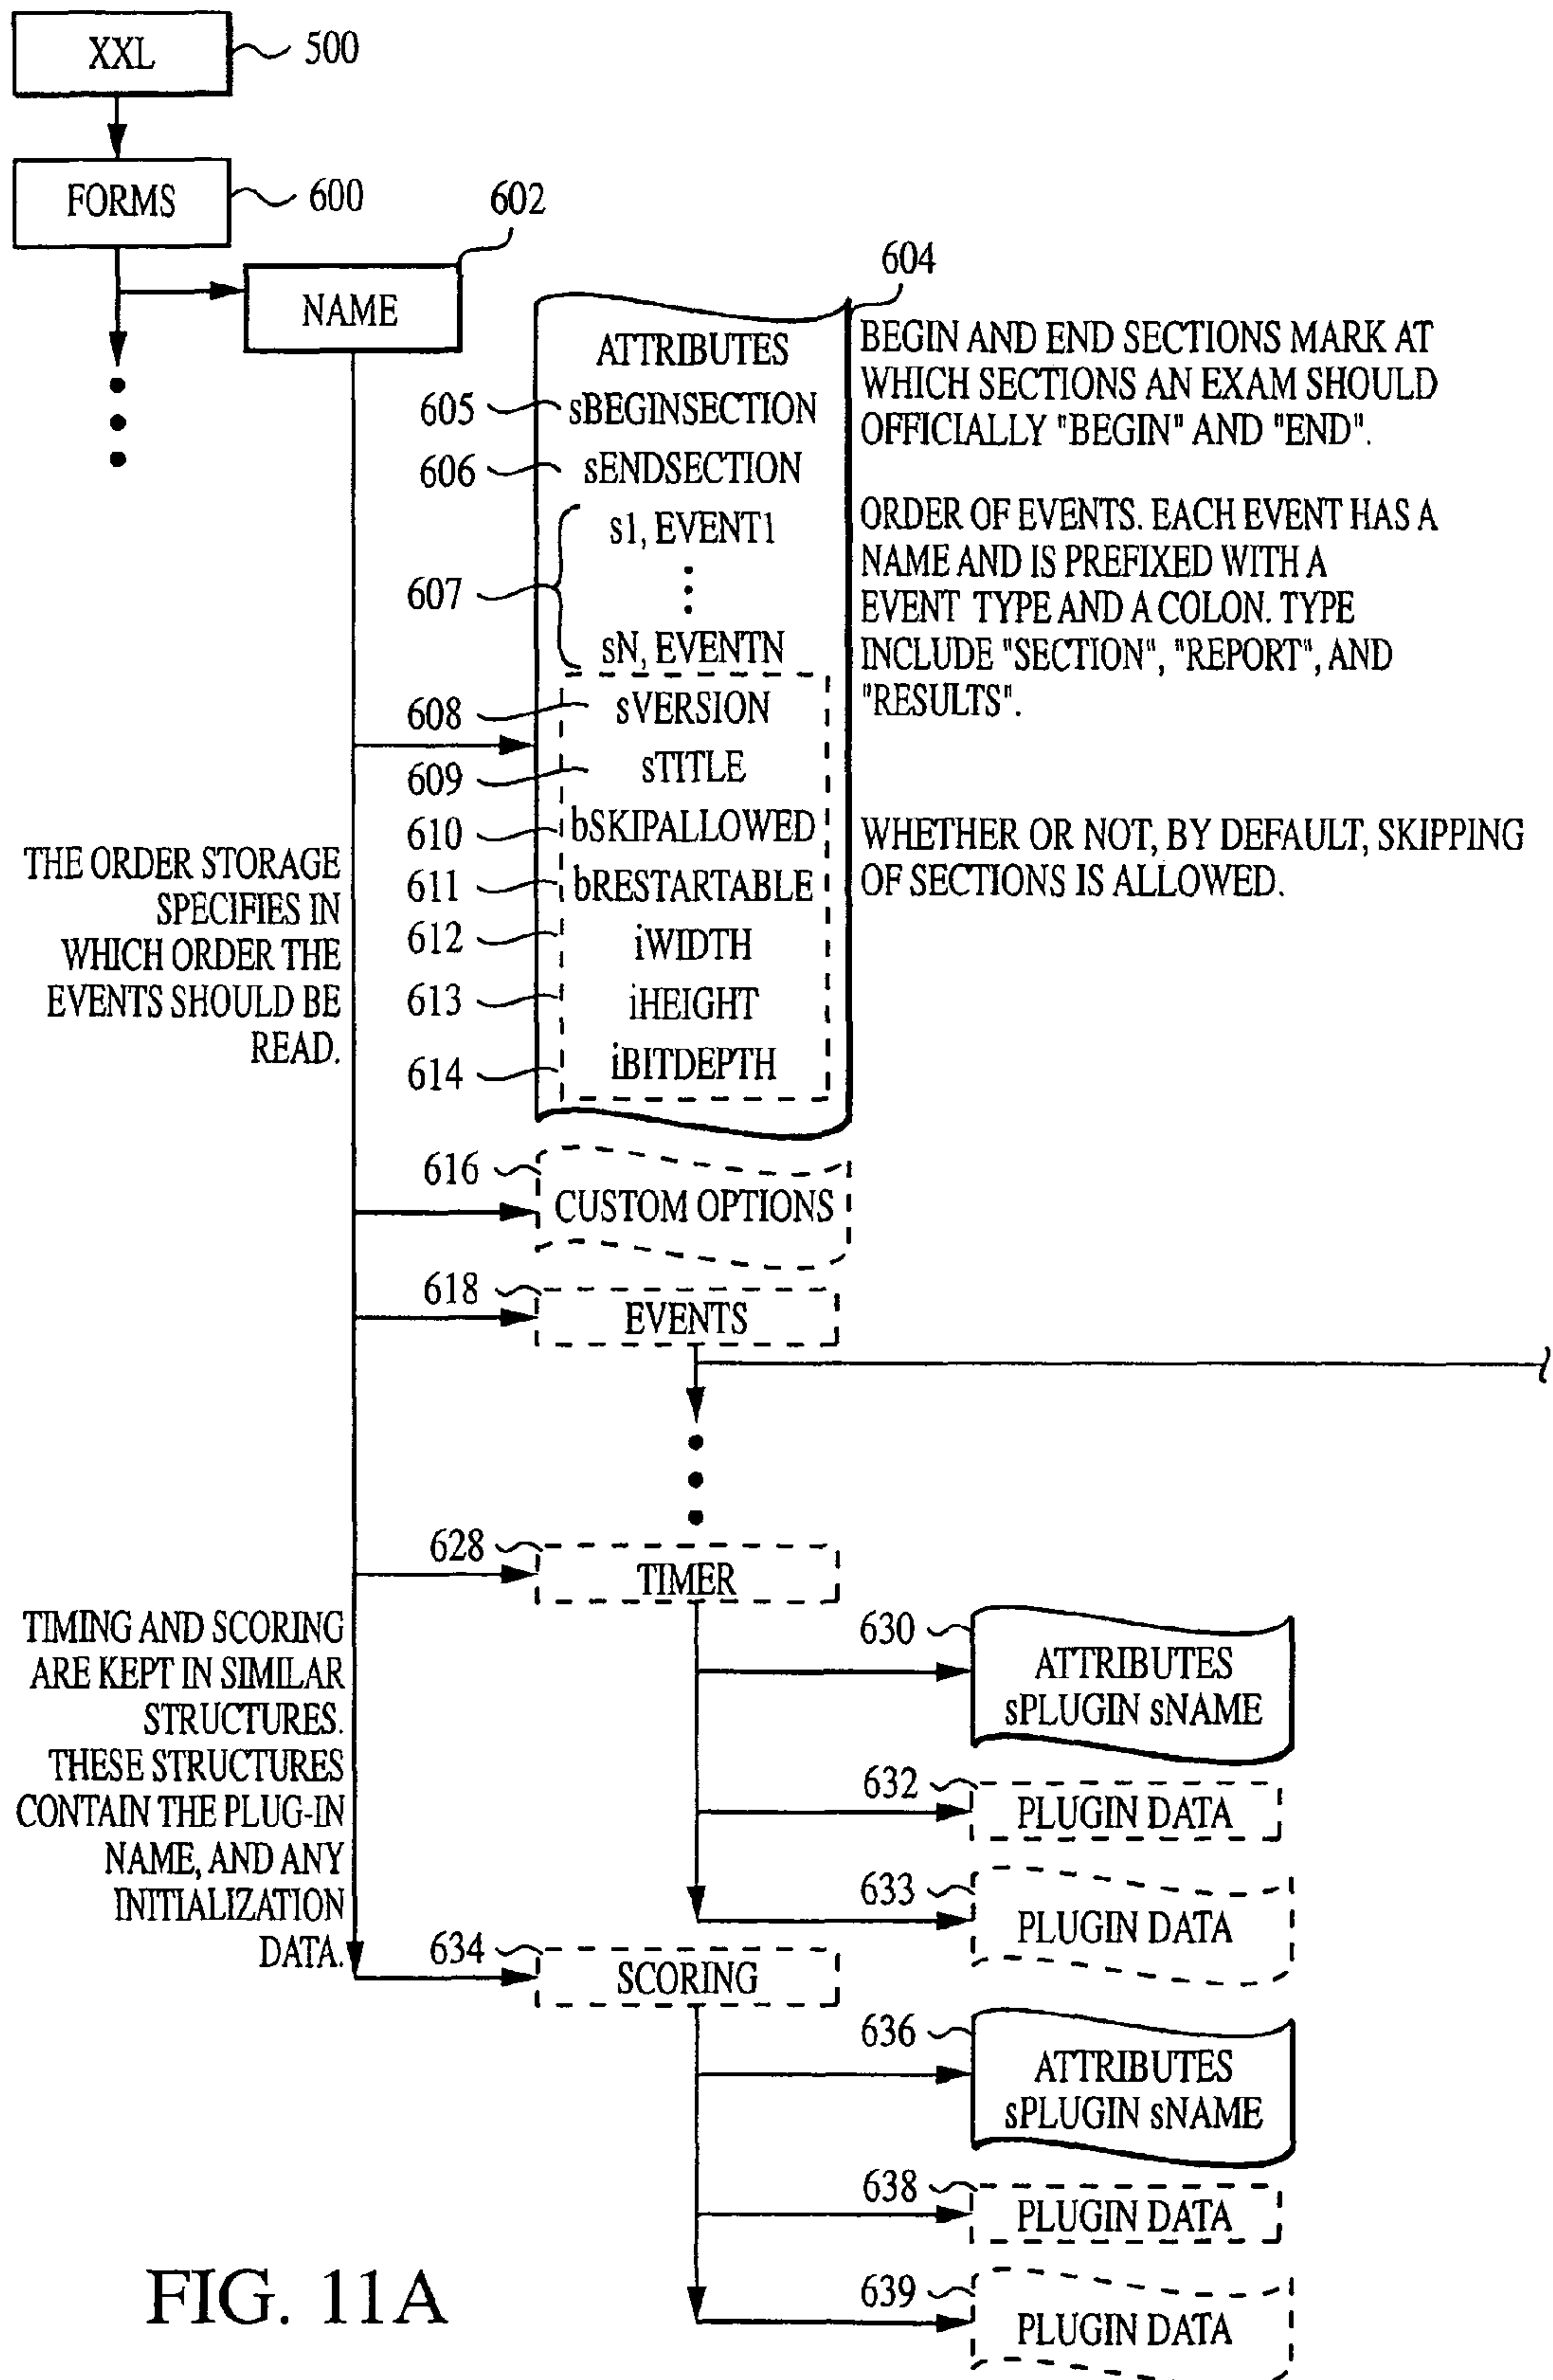 XXL
500
FORMS
600
602
NAME
604
ATTRIBUTES
605
sBEGINSECTION
606
sENDSECTION
s1, EVENT1
607
sN, EVENTN
608
sVERSION
609
sTITLE
610
bSKIPALLOWED
611
bRESTARTABLE
612
iWIDTH
613
iHEIGHT
614
iBITDEPTH
BEGIN AND END SECTIONS MARK AT
WHICH SECTIONS AN EXAM SHOULD
OFFICIALLY "BEGIN" AND "END".
ORDER OF EVENTS. EACH EVENT HAS A
NAME AND IS PREFIXED WITH A
EVENT TYPE AND A COLON. TYPE
INCLUDE "SECTION", "REPORT", AND
"RESULTS".
WHETHER OR NOT, BY DEFAULT, SKIPPING
OF SECTIONS IS ALLOWED.
THE ORDER STORAGE
SPECIFIES IN
WHICH ORDER THE
EVENTS SHOULD BE
READ.
616
CUSTOM OPTIONS
618
EVENTS
628
TIMER
630
ATTRIBUTES
sPLUGIN sNAME
632
PLUGIN DATA
633
PLUGIN DATA
TIMING AND SCORING
ARE KEPT IN SIMILAR
STRUCTURES.
THESE STRUCTURES
CONTAIN THE PLUG-IN
NAME, AND ANY
INITIALIZATION
DATA.
634
SCORING
636
ATTRIBUTES
sPLUGIN sNAME
638
PLUGIN DATA
639
PLUGIN DATA
FIG. 11A